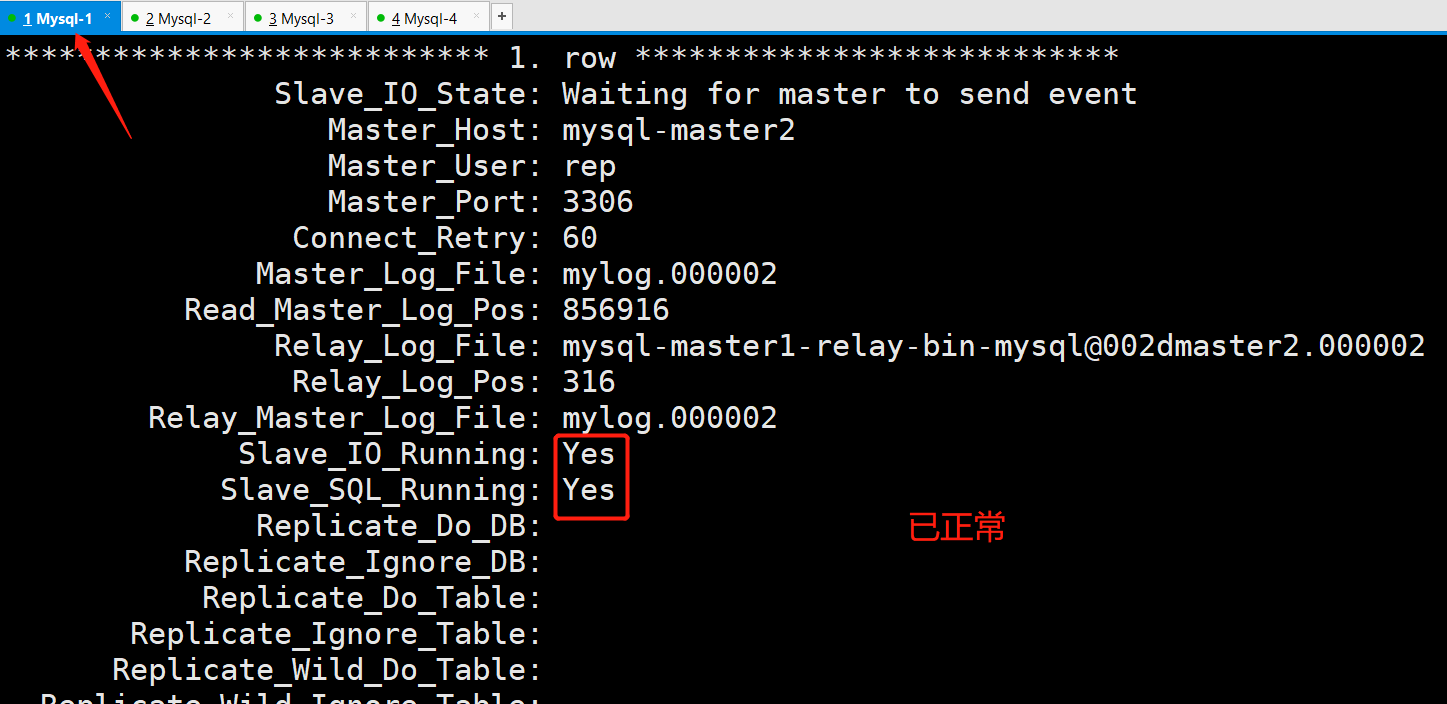 1 Mysql-1 × 2 Mysql-2 × 3 Mysql-3 × 4 Mysql-4 × +
*************************** 1. row ***************************
Slave_IO_State: Waiting for master to send event
Master_Host: mysql-master2
Master_User: rep
Master_Port: 3306
Connect_Retry: 60
Master_Log_File: mylog.000002
Read_Master_Log_Pos: 856916
Relay_Log_File: mysql-master1-relay-bin-mysql@002dmaster2.000002
Relay_Log_Pos: 316
Relay_Master_Log_File: mylog.000002
Slave_IO_Running: Yes
Slave_SQL_Running: Yes
Replicate_Do_DB:
已正常
Replicate_Ignore_DB:
Replicate_Do_Table:
Replicate_Ignore_Table:
Replicate_Wild_Do_Table:
Replicate_Wild_Ignore_Table: